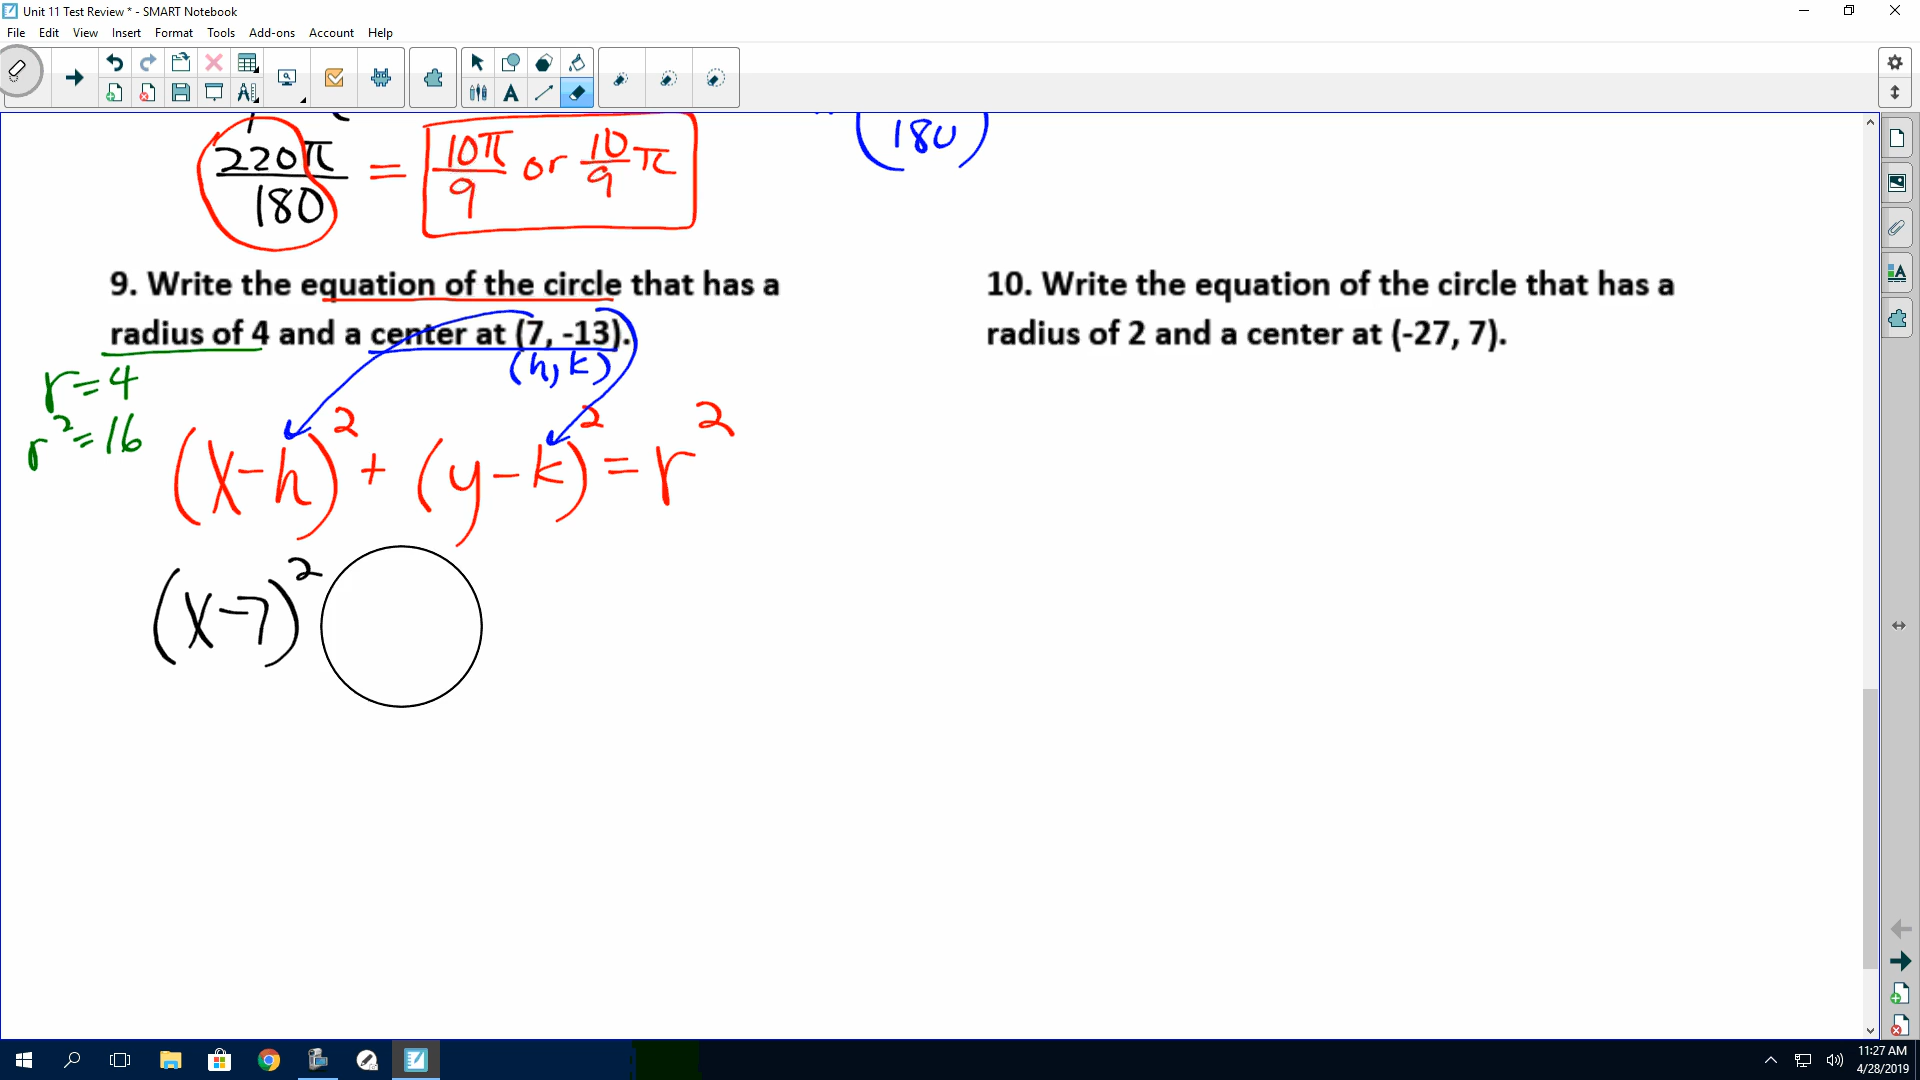 Unit 11 Test Review * - SMART Notebook
File Edit View Insert Format Tools Add-ons Account Help
220π
180
=
10π
9
or
10
9
π
180
9. Write the equation of the circle that has a
radius of 4 and a center at (7, -13).
(h, k)
r=4
r²=16
(x-h)² + (y-k)² = r²
(x-7)²
10. Write the equation of the circle that has a
radius of 2 and a center at (-27, 7).
11:27 AM
4/28/2019